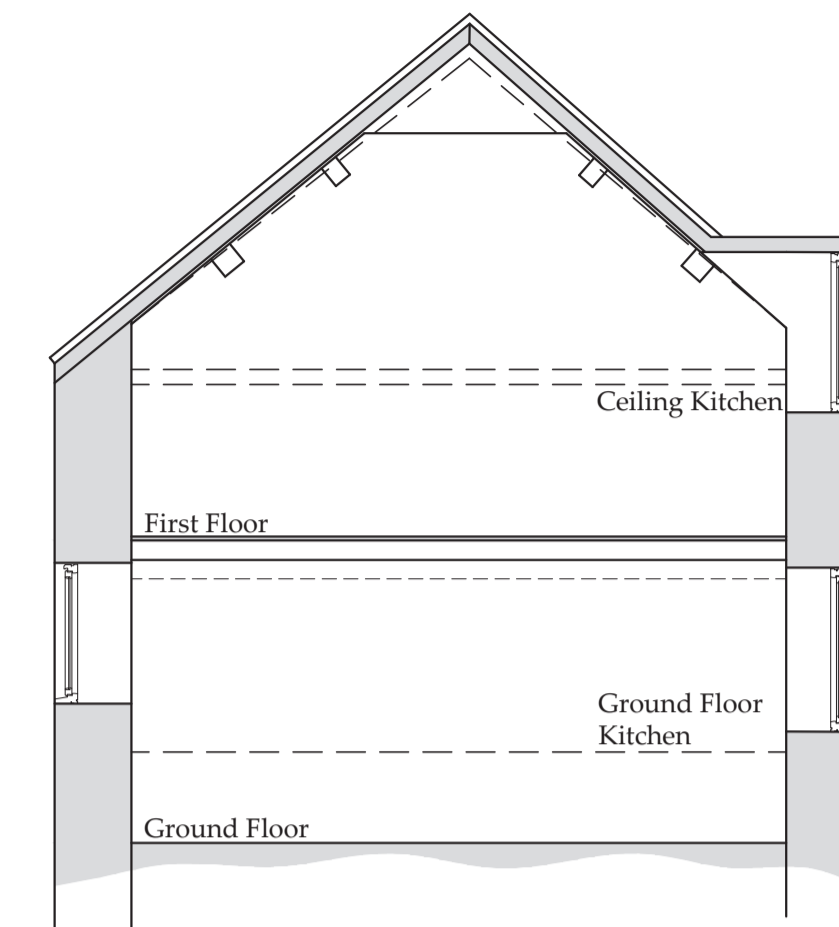 Ceiling Kitchen
First Floor
Ground Floor
Kitchen
Ground Floor